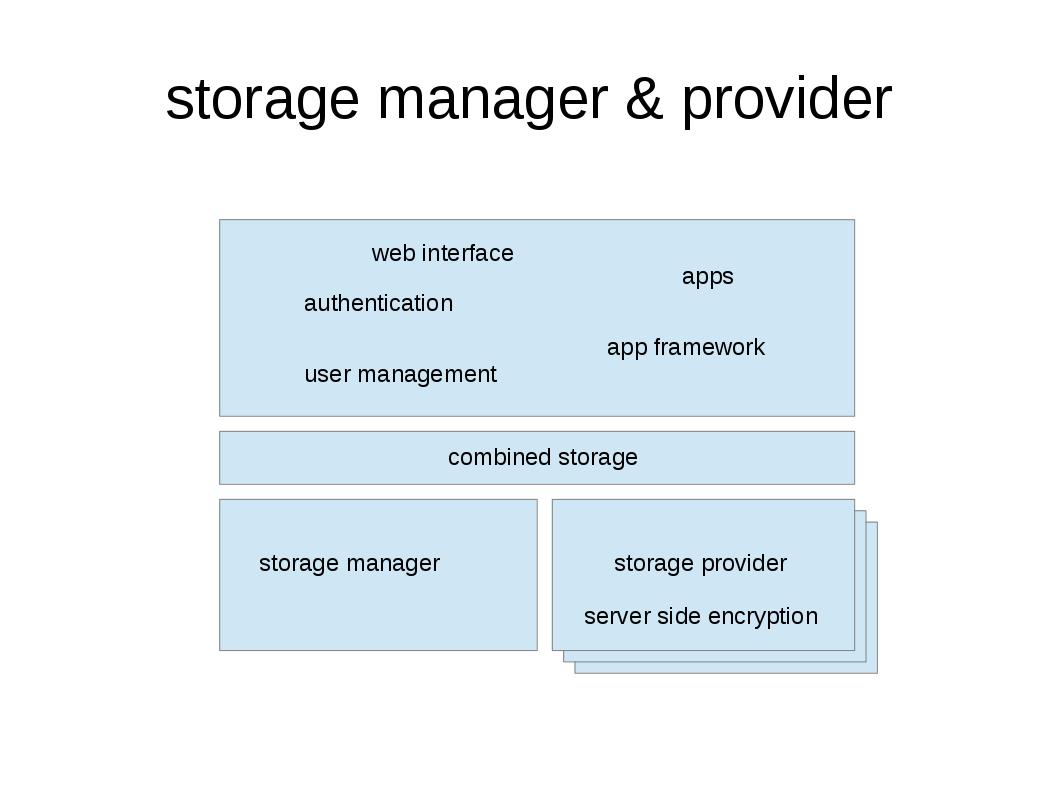 storage manager & provider
web interface
apps
authentication
app framework
user management
combined storage
storage manager
storage provider
server side encryption